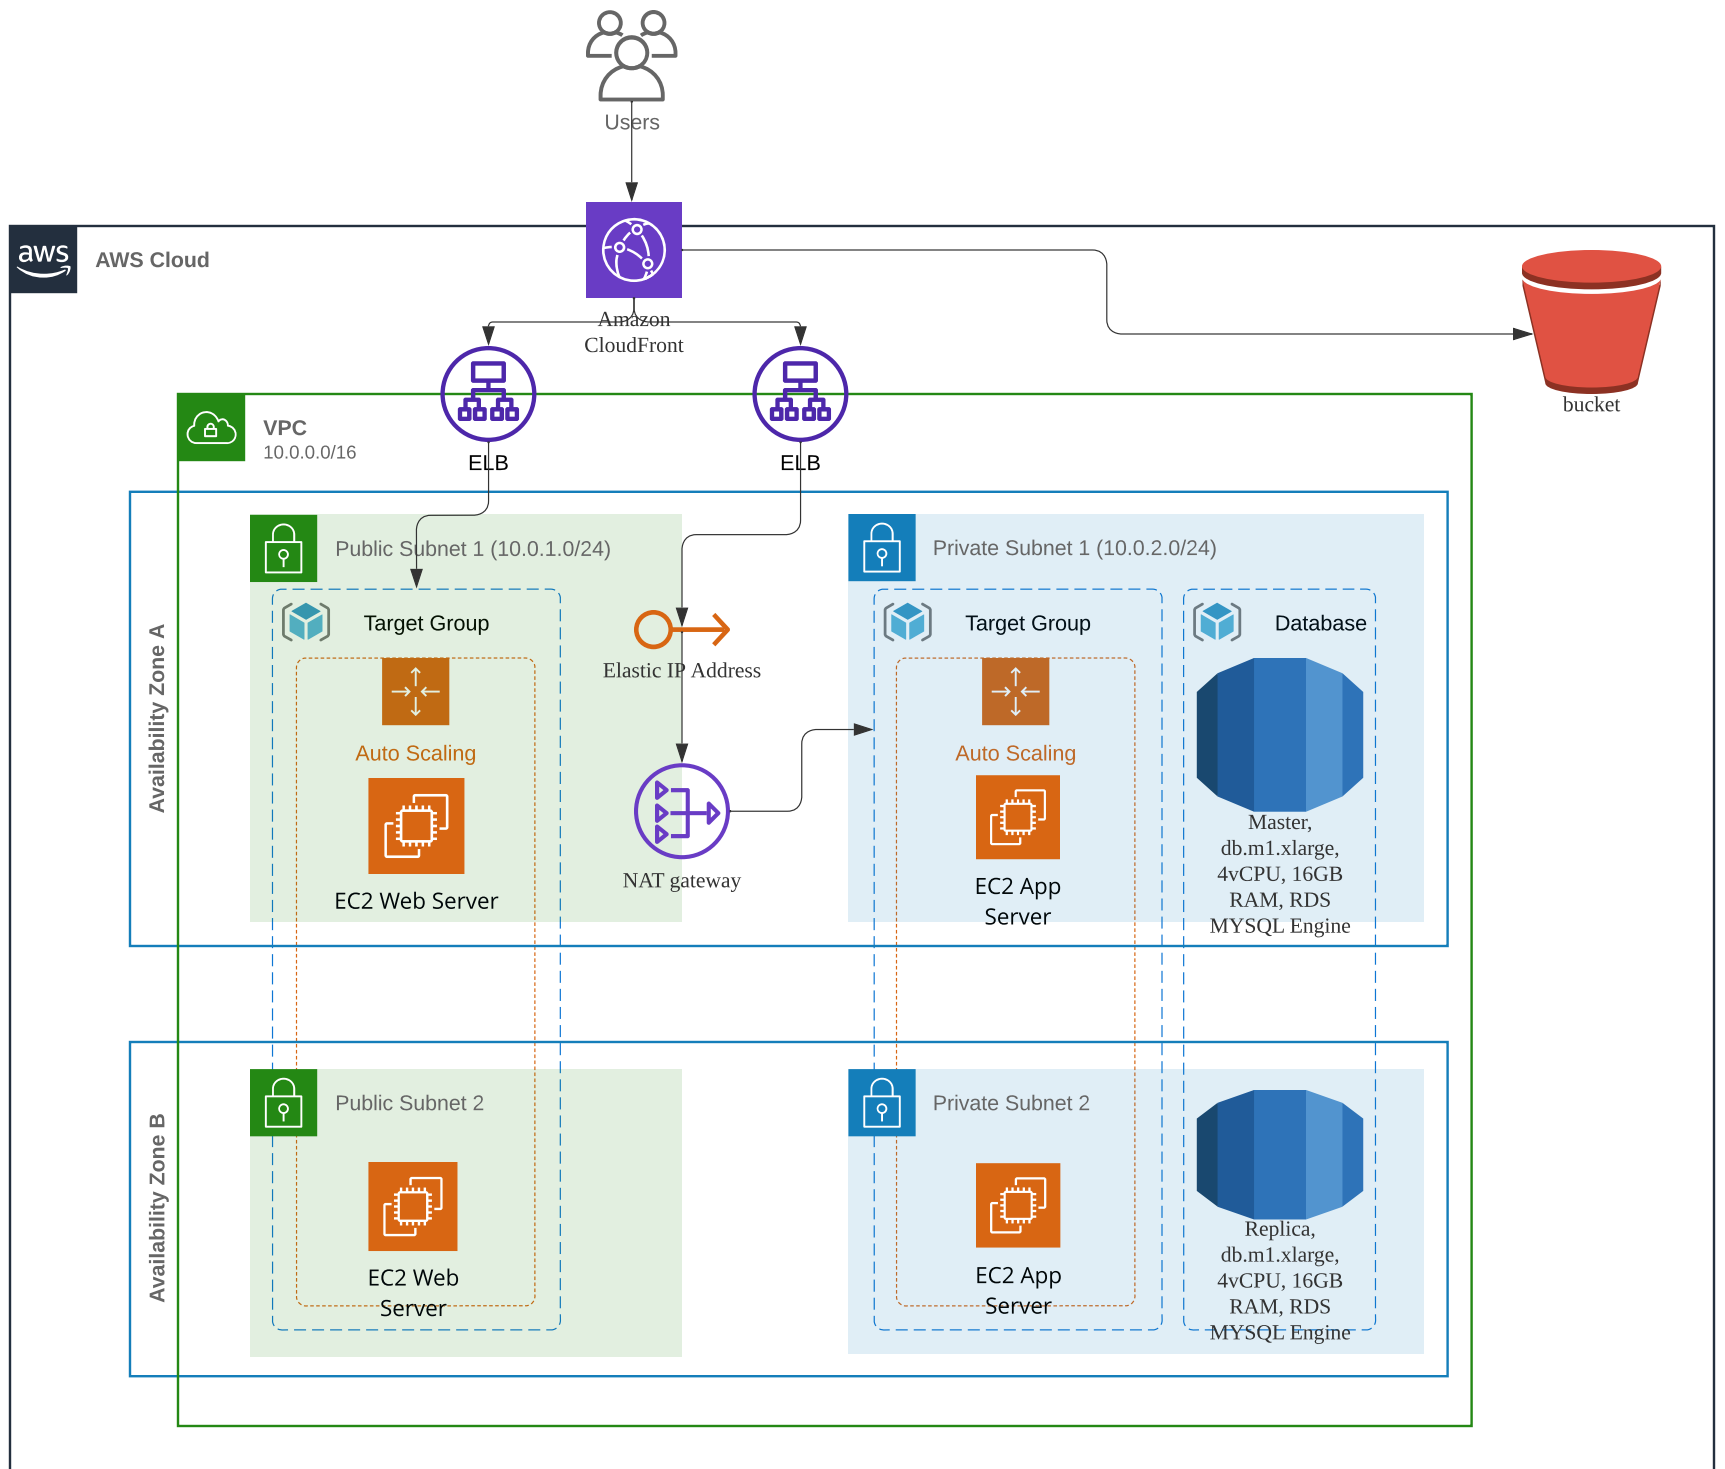 Users
aws
AWS Cloud
Amazon
CloudFront
bucket
VPC
10.0.0.0/16
ELB
ELB
Availability Zone A
Public Subnet 1 (10.0.1.0/24)
Private Subnet 1 (10.0.2.0/24)
Target Group
Auto Scaling
EC2 Web Server
Elastic IP Address
NAT gateway
Target Group
Auto Scaling
EC2 App
Server
Database
Master,
db.m1.xlarge,
4vCPU, 16GB
RAM, RDS
MYSQL Engine
Availability Zone B
Public Subnet 2
EC2 Web
Server
Private Subnet 2
EC2 App
Server
Replica,
db.m1.xlarge,
4vCPU, 16GB
RAM, RDS
MYSQL Engine